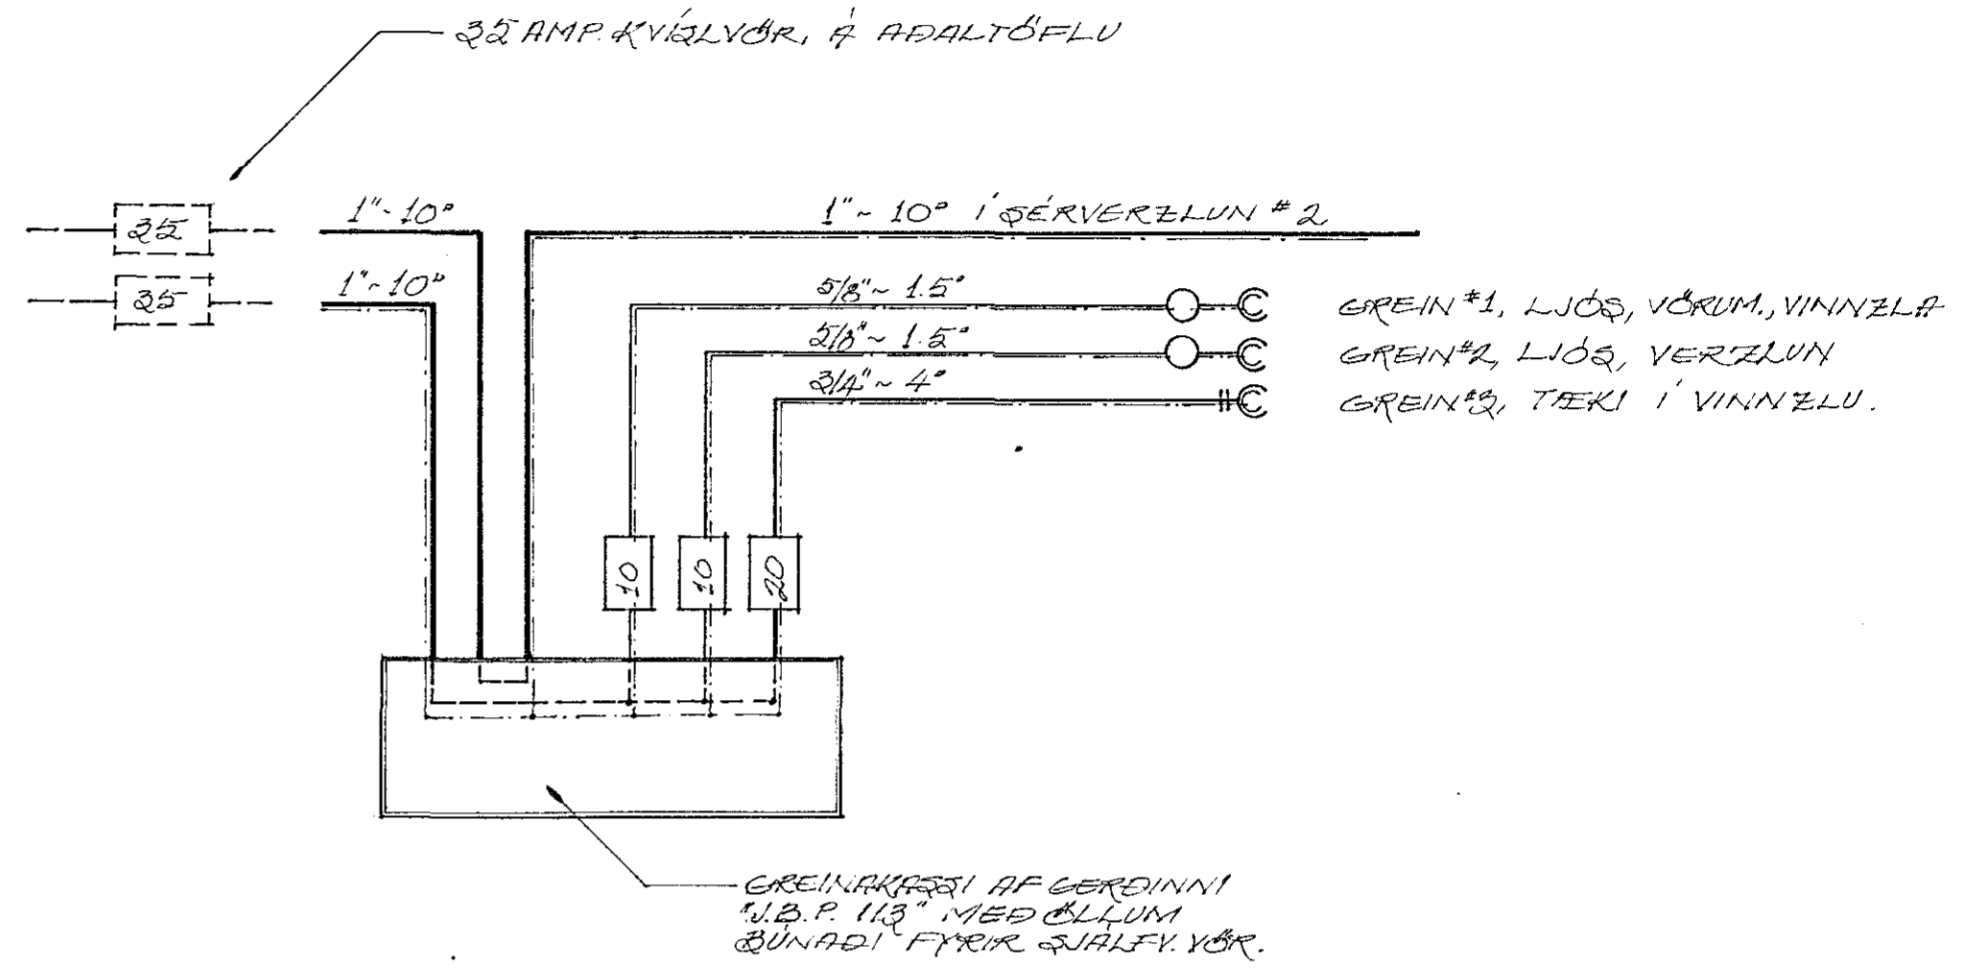 35 AMP. KVÍSLVÖR, Á AÐALTÖFLU
35
1"~10□
1"~10□ Í SÉRVERZLUN #2
35
1"~10□
5/8"~ 1.5□
GREIN #1, LJÓS, VÖRUM., VINNZLA
5/8"~ 1.5□
GREIN #2, LJÓS, VERZLUN
3/4"~ 4□
GREIN #3, TÆKI Í VINNZLU.
10
10
20
GREINAKASSI AF GERÐINNI
"J.B.P. 113" MEÐ ÖLLUM
BÚNAÐI FYRIR SJÁLFV. VÖR.